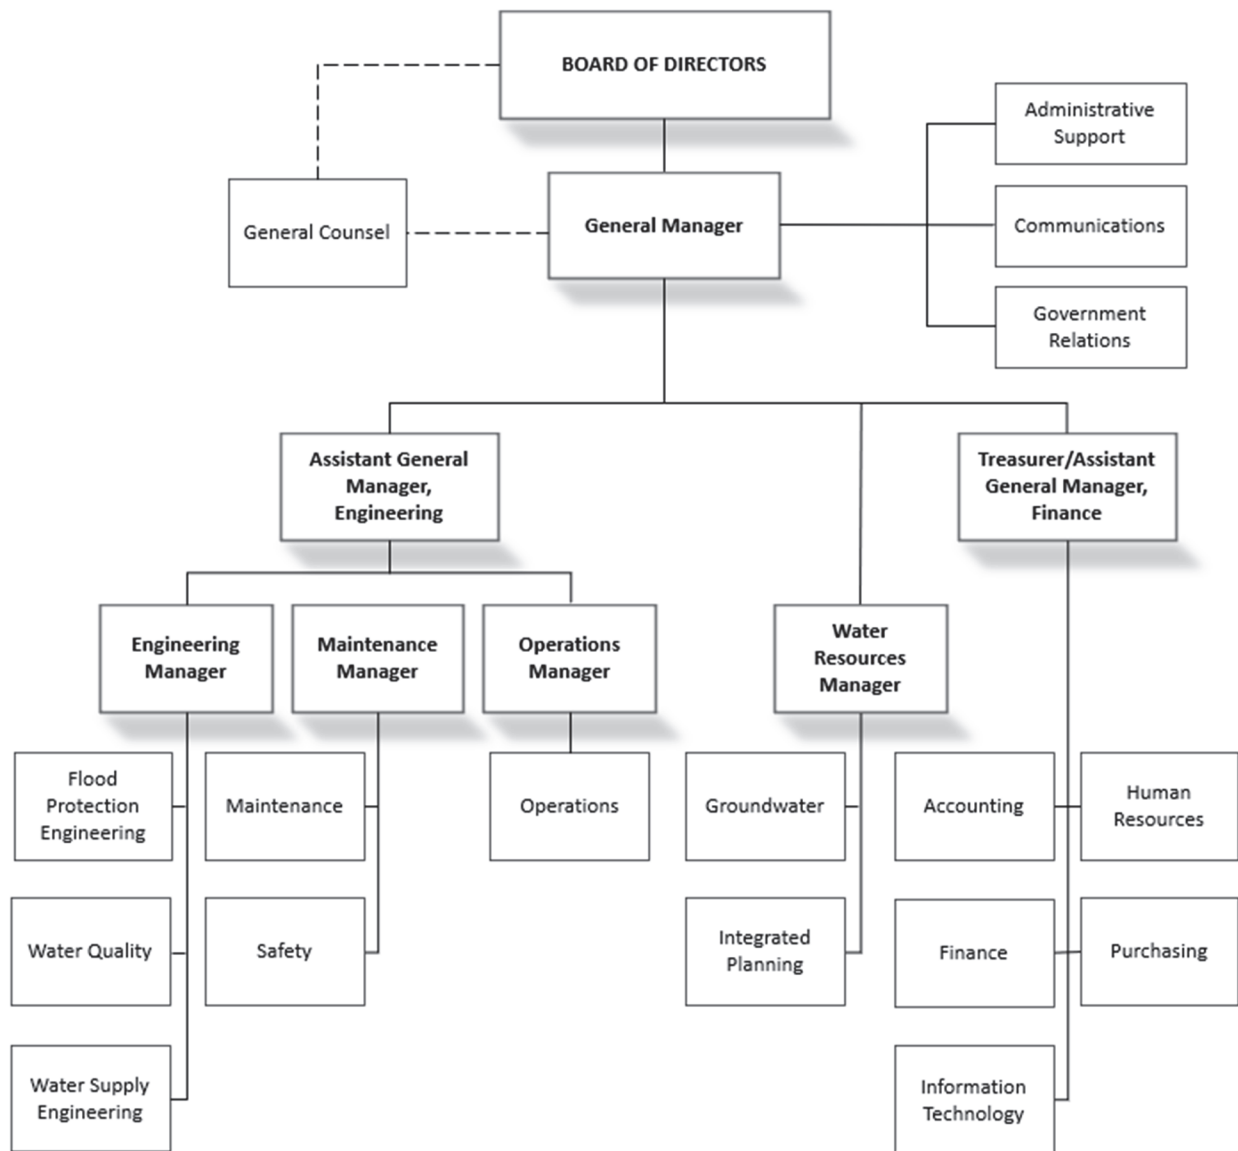 BOARD OF DIRECTORS
Administrative
Support
General Counsel
General Manager
Communications
Government
Relations
Assistant General
Manager,
Engineering
Treasurer/Assistant
General Manager,
Finance
Engineering
Manager
Maintenance
Manager
Operations
Manager
Water
Resources
Manager
Flood
Protection
Engineering
Maintenance
Operations
Groundwater
Accounting
Human
Resources
Water Quality
Safety
Integrated
Planning
Finance
Purchasing
Water Supply
Engineering
Information
Technology